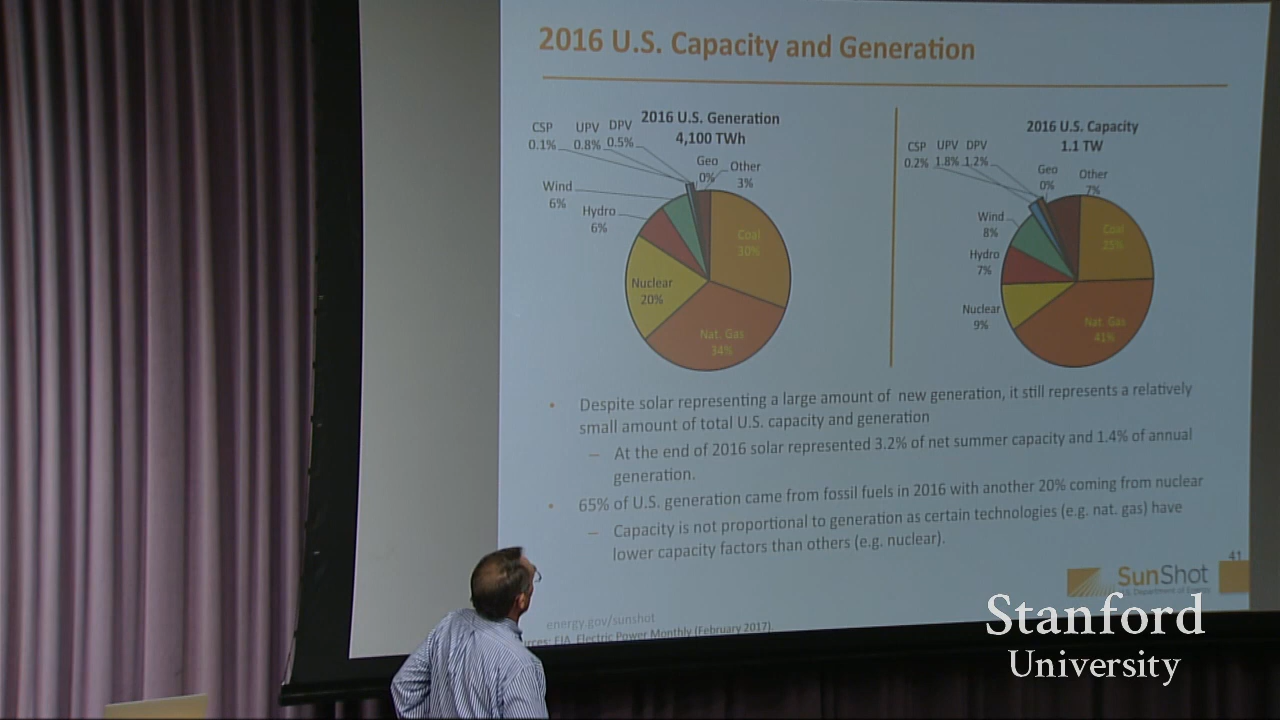 2016 U.S. Capacity and Generation
2016 U.S. Generation
4,100 TWh
CSP
0.1%
UPV
0.8%
DPV
0.5%
Geo
0%
Other
3%
Wind
6%
Hydro
6%
Coal
30%
Nuclear
20%
Nat. Gas
34%
2016 U.S. Capacity
1.1 TW
CSP
0.2%
UPV
1.8%
DPV
1.2%
Geo
0%
Other
7%
Wind
8%
Hydro
7%
Coal
25%
Nuclear
9%
Nat. Gas
41%
• Despite solar representing a large amount of new generation, it still represents a relatively
small amount of total U.S. capacity and generation
– At the end of 2016 solar represented 3.2% of net summer capacity and 1.4% of annual
generation.
• 65% of U.S. generation came from fossil fuels in 2016 with another 20% coming from nuclear
– Capacity is not proportional to generation as certain technologies (e.g. nat. gas) have
lower capacity factors than others (e.g. nuclear).
41
SunShot
U.S. Department of Energy
energy.gov/sunshot
EIA, Electric Power Monthly (February 2017).
Stanford
University